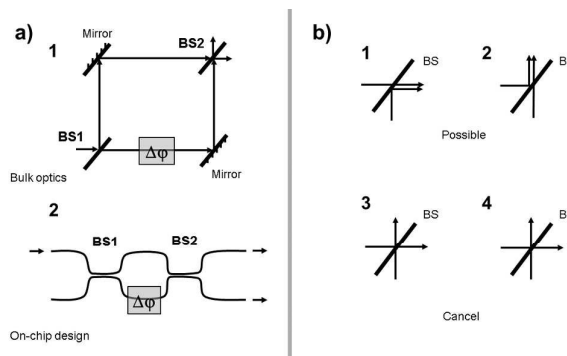 a)
Mirror
1
BS2
BS1
Δφ
Mirror
Bulk optics
2
BS1
BS2
Δφ
On-chip design
b)
1
BS
2
B
Possible
3
BS
4
B
Cancel